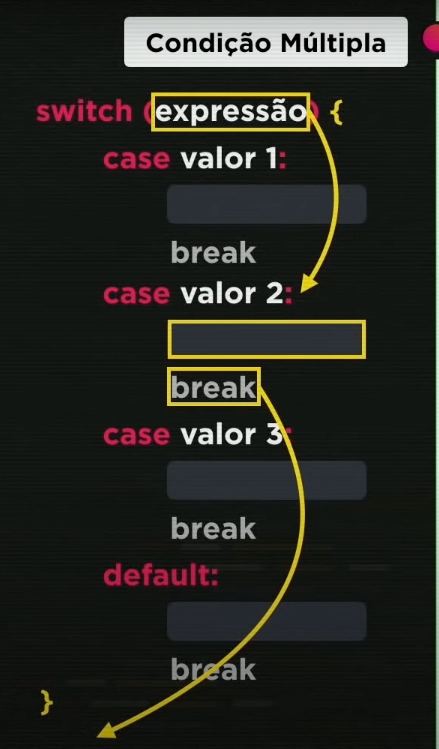 Condição Múltipla
switch (expressão) {
case valor 1:
break
case valor 2:
break
case valor 3:
break
default:
break
}